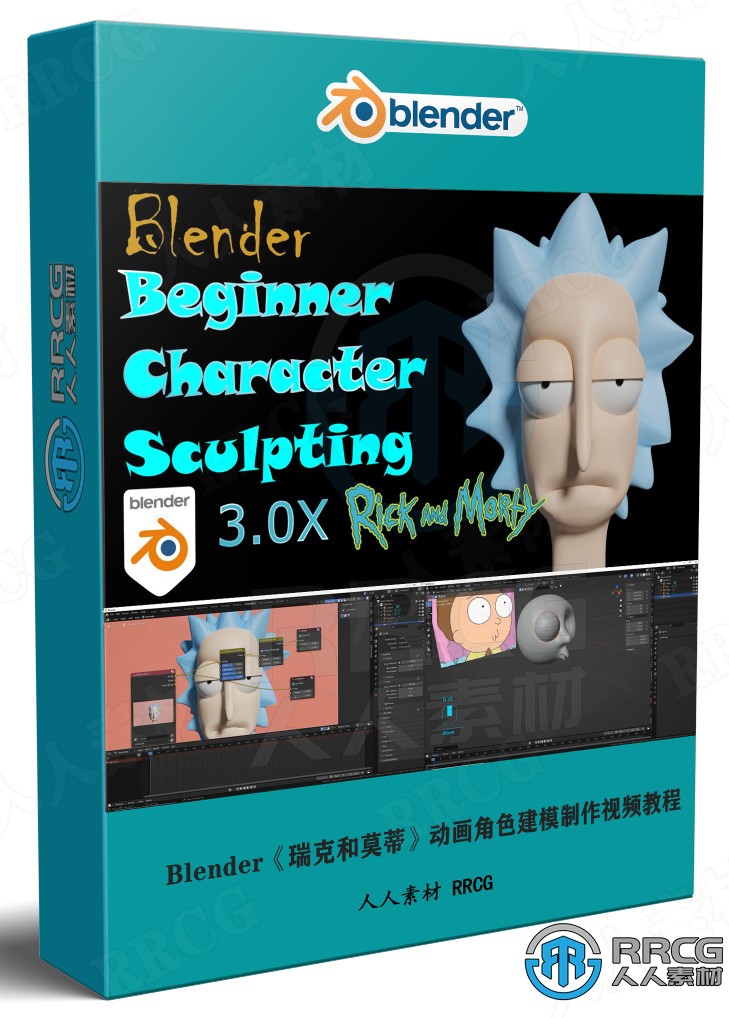 blender™
Blender
Beginner
Character
Sculpting
blender
3.0X
Rick and Morty
RRCG
人人素材
Move
Blender《瑞克和莫蒂》动画角色建模制作视频教程
人人素材 RRCG
RRCG
人人素材